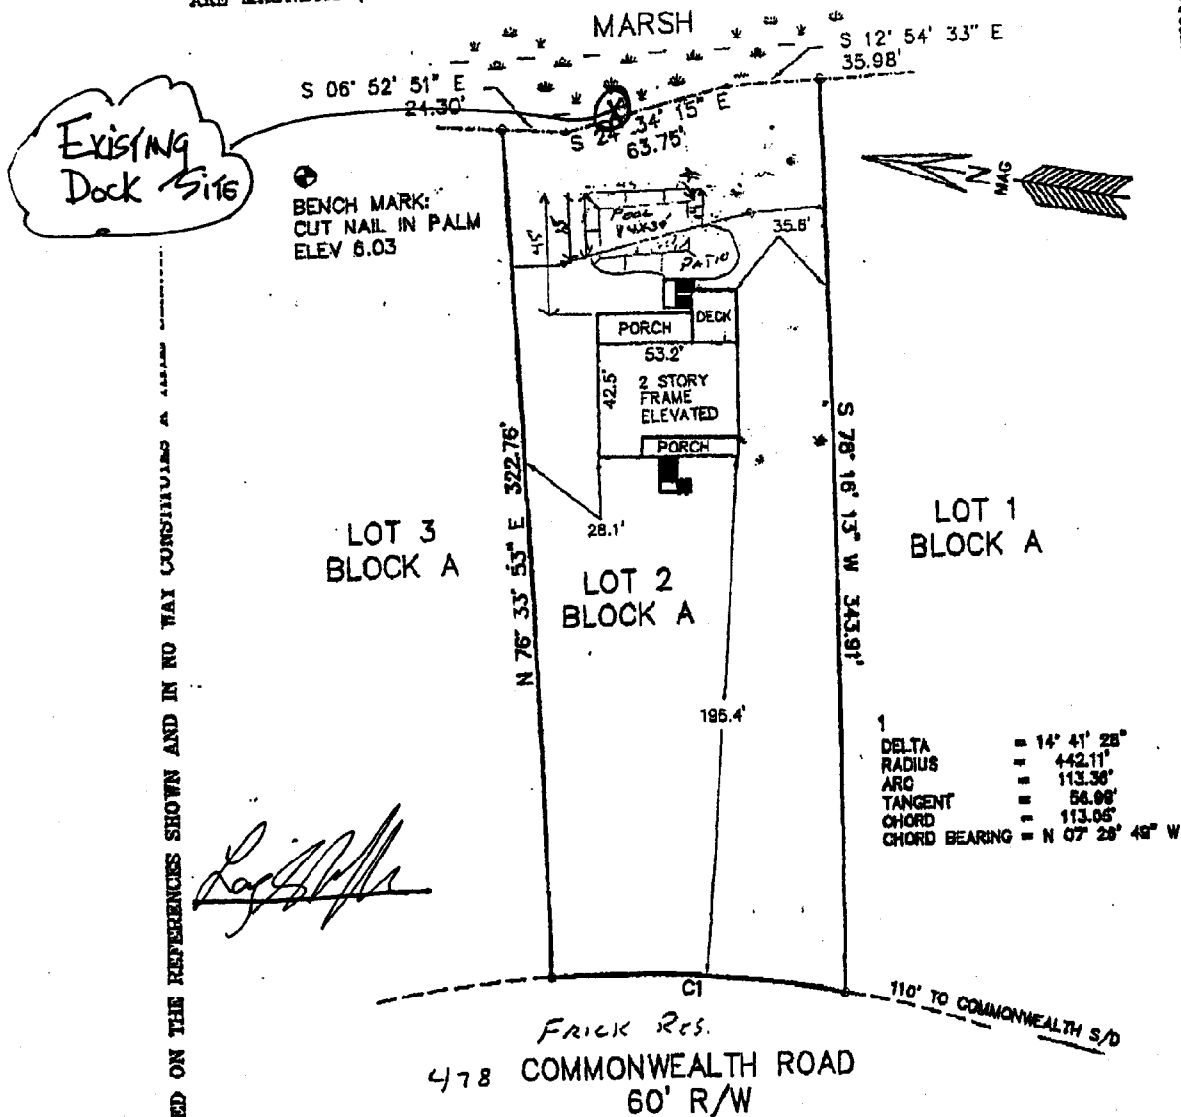 MARSH
S 12° 54' 33" E
35.98'
S 06° 52' 51" E
24.30'
S 24° 34' 15" E
63.75'
EXISTING
DOCK SITE
N
MAG
BENCH MARK:
CUT NAIL IN PALM
ELEV 6.03
45'
POOL
PATIO
35.6'
DECK
PORCH
53.2'
42.5'
2 STORY
FRAME
ELEVATED
PORCH
28.1'
N 76° 33' 53" E 322.76'
S 78° 16' 13" W 343.91'
LOT 3
BLOCK A
LOT 2
BLOCK A
LOT 1
BLOCK A
195.4'
1
DELTA = 14° 41' 28"
RADIUS = 442.11'
ARC = 113.36'
TANGENT = 56.99'
CHORD = 113.05'
CHORD BEARING = N 07° 28' 49" W
ED ON THE REFERENCES SHOWN AND IN NO WAY CONSTITUTES A
C1
110' TO COMMONWEALTH S/D
FRICK RES.
478 COMMONWEALTH ROAD
60' R/W